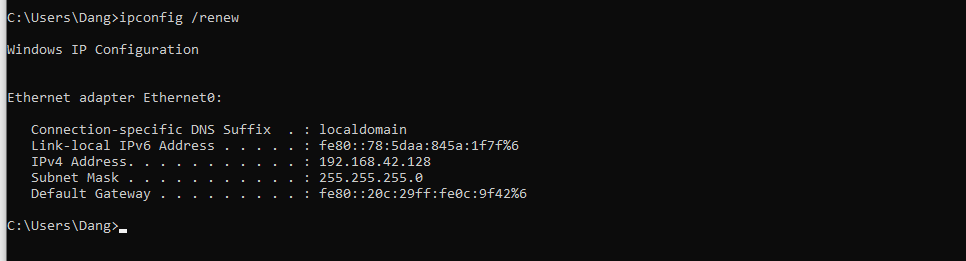 C:\Users\Dang>ipconfig /renew
Windows IP Configuration
Ethernet adapter Ethernet0:
Connection-specific DNS Suffix  . : localdomain
Link-local IPv6 Address . . . . . : fe80::78:5daa:845a:1f7f%6
IPv4 Address. . . . . . . . . . . : 192.168.42.128
Subnet Mask . . . . . . . . . . . : 255.255.255.0
Default Gateway . . . . . . . . . : fe80::20c:29ff:fe0c:9f42%6
C:\Users\Dang>